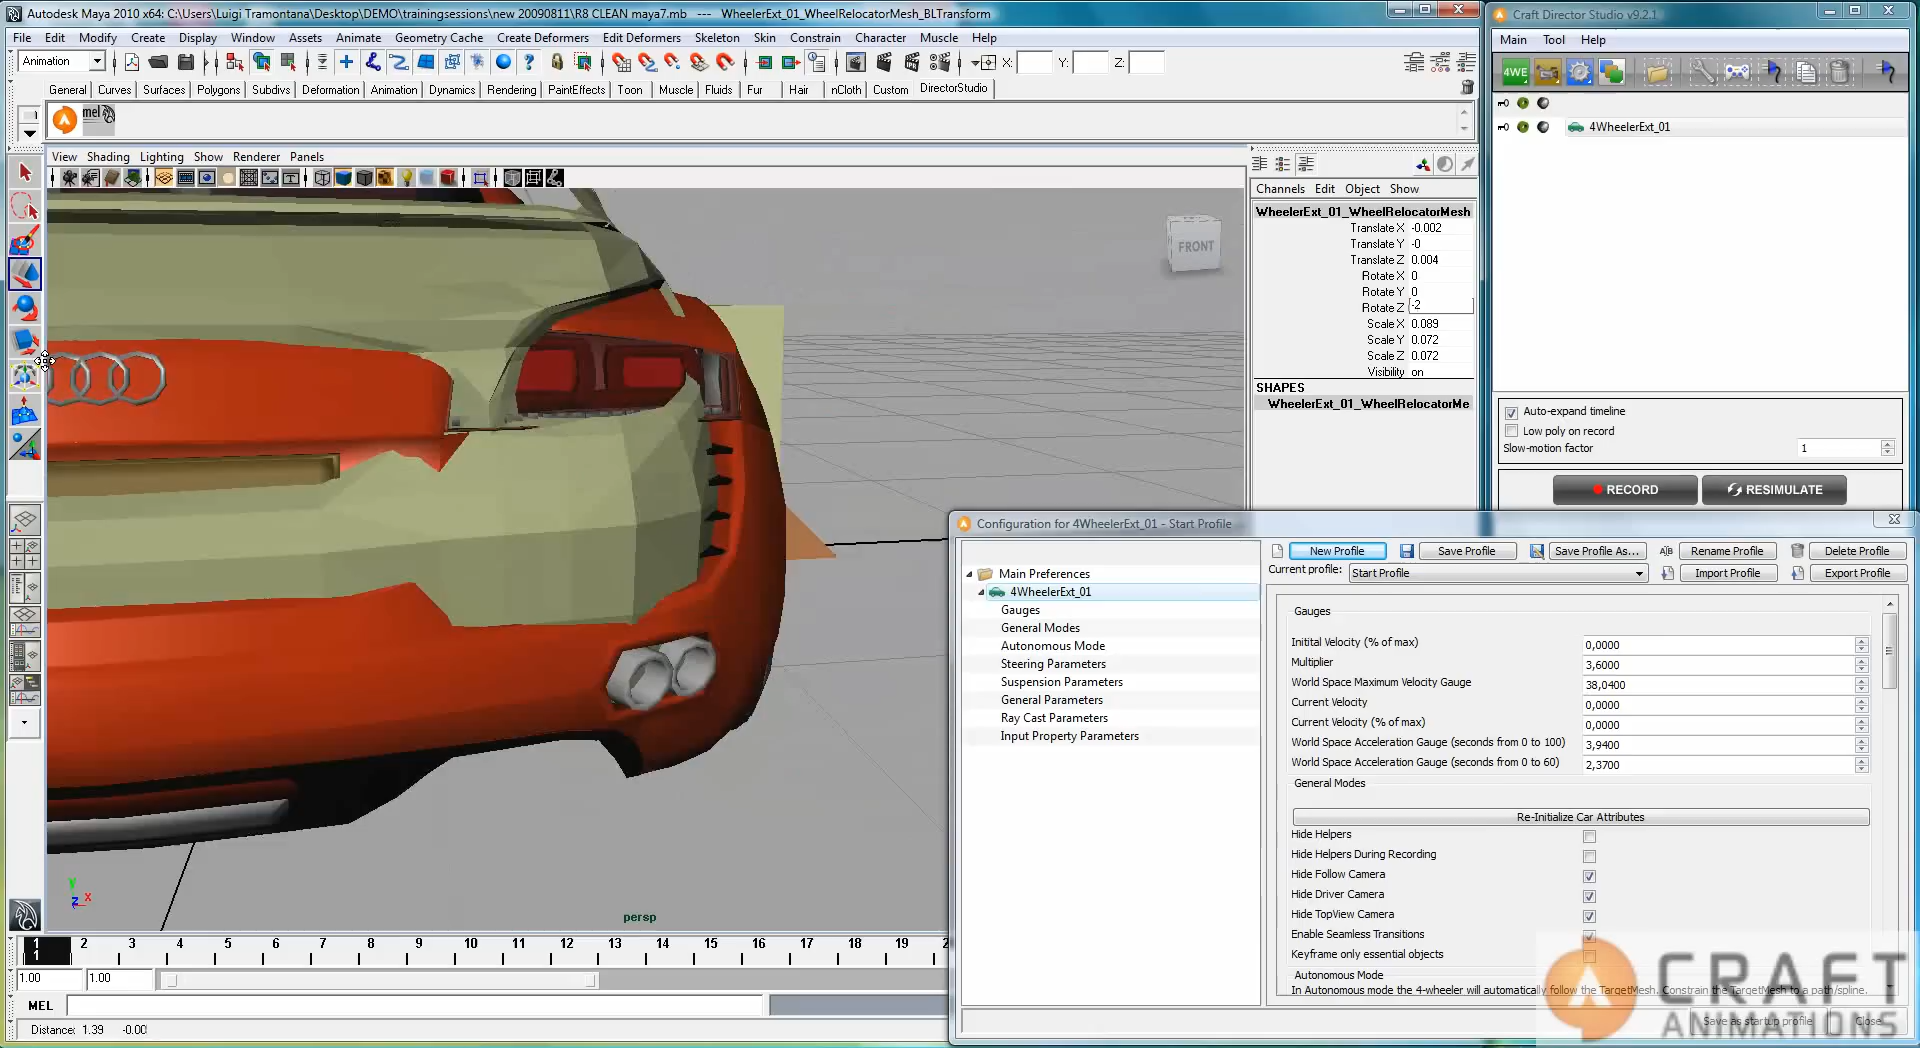 Autodesk Maya 2010 x64: C:\Users\Luigi Tramontana\Desktop\DEMO\trainingsessions\new 20090811\R8 CLEAN maya7.mb --- WheelerExt_01_WheelRelocatorMesh_BLTransform
File Edit Modify Create Display Window Assets Animate Geometry Cache Create Deformers Edit Deformers Skeleton Skin Constrain Character Muscle Help
Animation X: Y: Z:
General Curves Surfaces Polygons Subdivs Deformation Animation Dynamics Rendering PaintEffects Toon Muscle Fluids Fur Hair nCloth Custom DirectorStudio
mel
View Shading Lighting Show Renderer Panels
FRONT
persp
Y
Z X
Channels Edit Object Show
WheelerExt_01_WheelRelocatorMesh
Translate X -0.002
Translate Y -0
Translate Z 0.004
Rotate X 0
Rotate Y 0
Rotate Z -2
Scale X 0.089
Scale Y 0.072
Scale Z 0.072
Visibility on
SHAPES
WheelerExt_01_WheelRelocatorMe
Craft Director Studio v9.2.1
Main Tool Help
4WE
4WheelerExt_01
Auto-expand timeline
Low poly on record
Slow-motion factor 1
RECORD RESIMULATE
Configuration for 4WheelerExt_01 - Start Profile
Main Preferences
4WheelerExt_01
Gauges
General Modes
Autonomous Mode
Steering Parameters
Suspension Parameters
General Parameters
Ray Cast Parameters
Input Property Parameters
New Profile Save Profile Save Profile As... AB Rename Profile Delete Profile
Current profile: Start Profile Import Profile Export Profile
Gauges
Initital Velocity (% of max) 0,0000
Multiplier 3,6000
World Space Maximum Velocity Gauge 38,0400
Current Velocity 0,0000
Current Velocity (% of max) 0,0000
World Space Acceleration Gauge (seconds from 0 to 100) 3,9400
World Space Acceleration Gauge (seconds from 0 to 60) 2,3700
General Modes
Re-Initialize Car Attributes
Hide Helpers
Hide Helpers During Recording
Hide Follow Camera
Hide Driver Camera
Hide TopView Camera
Enable Seamless Transitions
Keyframe only essential objects
Autonomous Mode
In Autonomous mode the 4-wheeler will automatically follow the TargetMesh. Constrain the TargetMesh to a path/spline.
Save as startup profile Close
CRAFT
ANIMATIONS
1 2 3 4 5 6 7 8 9 10 11 12 13 14 15 16 17 18 19 2
1
1.00 1.00
MEL
Distance: 1.39 -0.00